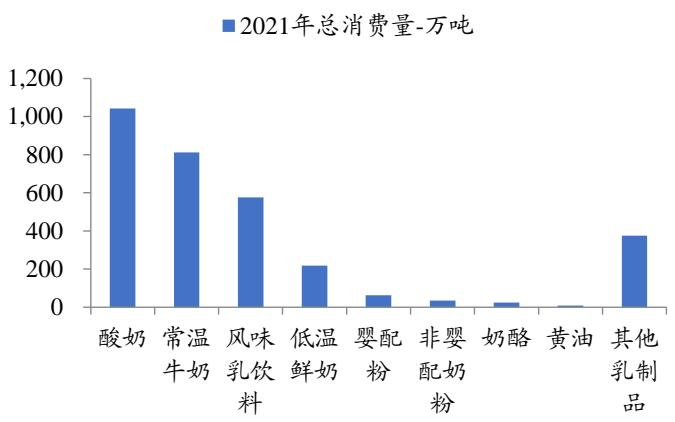 2021年总消费量-万吨
1,200
1,000
800
600
400
200
0
酸奶 常温 风味 低温 婴配 非婴 奶酪 黄油 其他
牛奶 乳饮 鲜奶 粉 配奶 乳制
料 粉 品